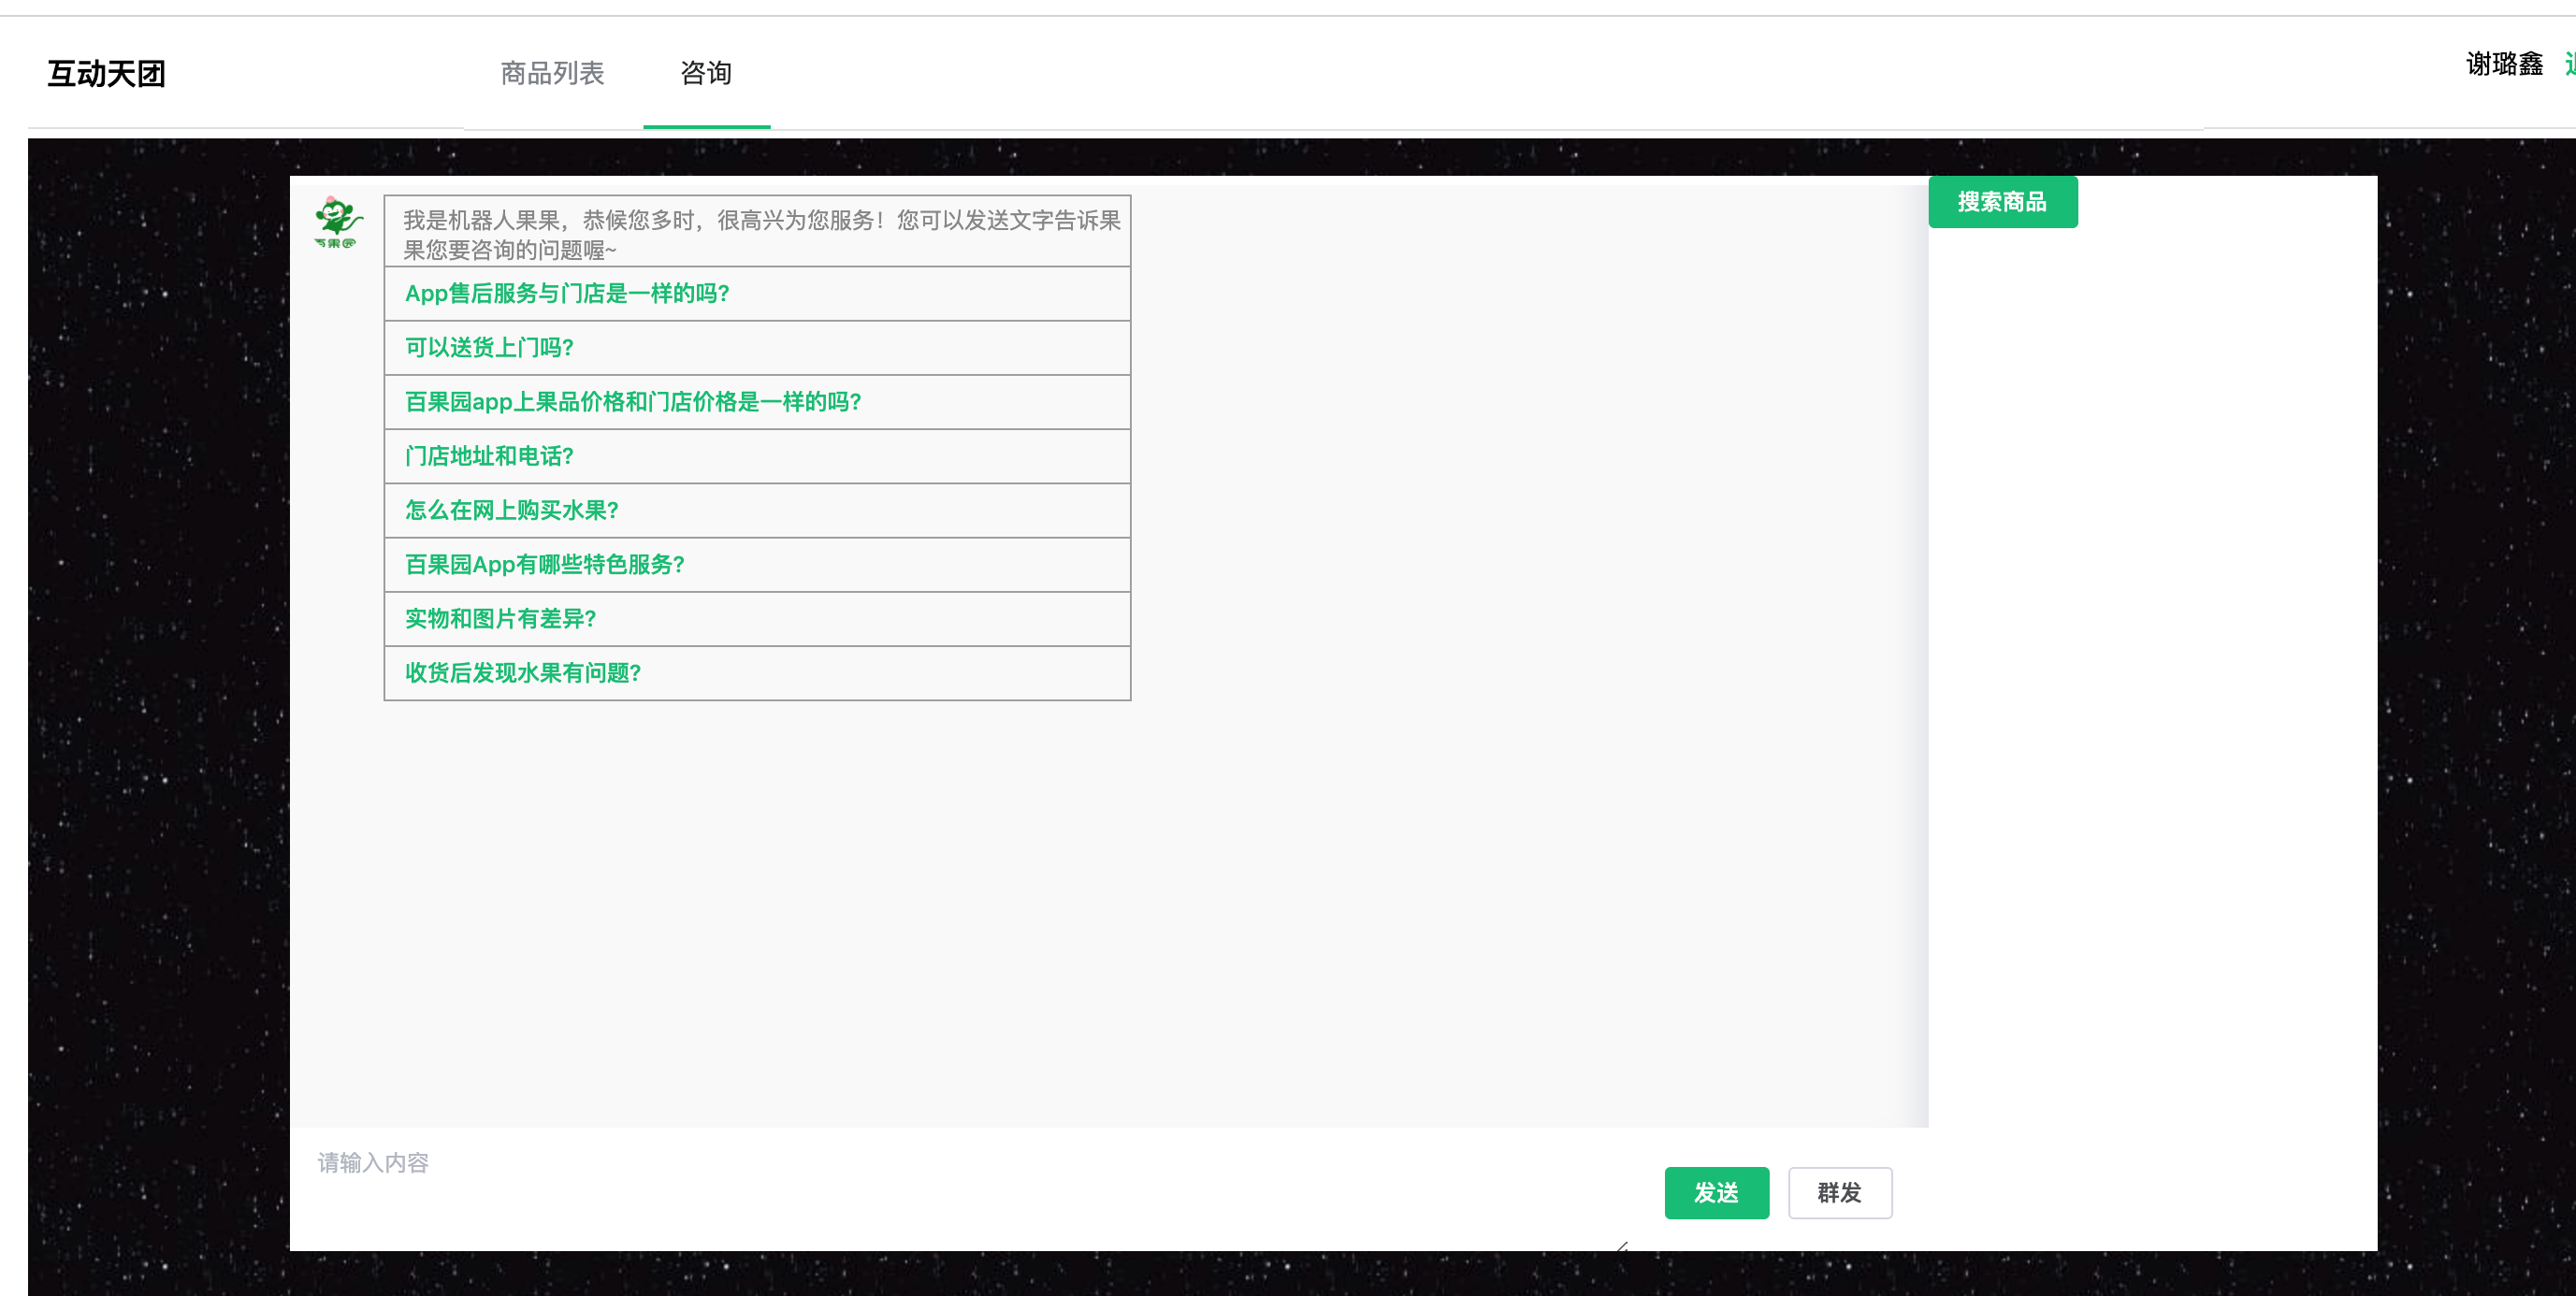 互动天团
商品列表
咨询
谢璐鑫
搜索商品
百果园
我是机器人果果，恭候您多时，很高兴为您服务！您可以发送文字告诉果
果您要咨询的问题喔~
App售后服务与门店是一样的吗?
可以送货上门吗?
百果园app上果品价格和门店价格是一样的吗?
门店地址和电话?
怎么在网上购买水果?
百果园App有哪些特色服务?
实物和图片有差异?
收货后发现水果有问题?
请输入内容
发送
群发